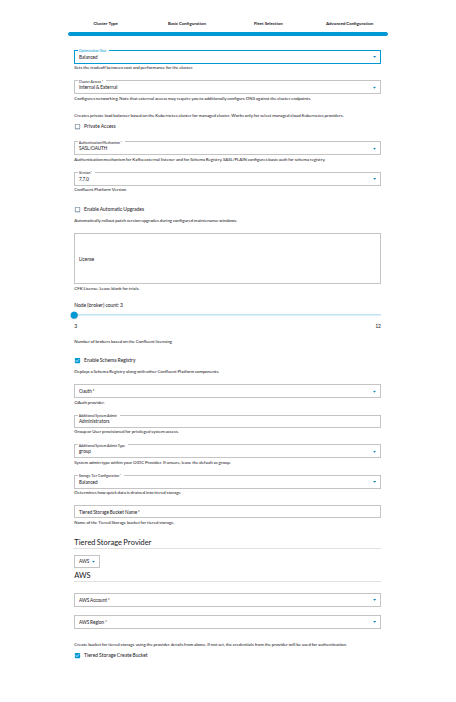 Cluster Type Basic Configuration Fleet Selection Advanced Configuration
Optimization Goal
Balanced
Sets the tradeoff between cost and performance for the cluster.
Cluster Access *
Internal & External
Configures networking. Note that external access may require you to additionally configure DNS against the cluster endpoints.
Creates private load balancer based on the Kubernetes cluster for managed cluster. Works only for select managed cloud Kubernetes providers.
Private Access
Authentication Mechanism *
SASL/OAUTH
Authentication mechanism for Kafka external listener and for Schema Registry. SASL/PLAIN configures basic auth for schema registry.
Version *
7.7.0
Confluent Platform Version
Enable Automatic Upgrades
Automatically rollout patch version upgrades during configured maintenance windows.
License
CFK License. Leave blank for trials.
Node (broker) count: 3
3 12
Number of brokers based on the Confluent licensing
Enable Schema Registry
Deploys a Schema Registry along with other Confluent Platform components.
Oauth *
OAuth provider.
Additional System Admin
Administrators
Group or User provisioned for privileged system access.
Additional System Admin Type
group
System admin type within your OIDC Provider. If unsure, leave the default as group.
Storage Tier Configuration *
Balanced
Determines how quick data is drained into tiered storage
Tiered Storage Bucket Name *
Name of the Tiered Storage bucket for tiered storage.
Tiered Storage Provider
AWS
AWS
AWS Account *
AWS Region *
Create bucket for tiered storage using the provider details from above. If not set, the credentials from the provider will be used for authentication.
Tiered Storage Create Bucket